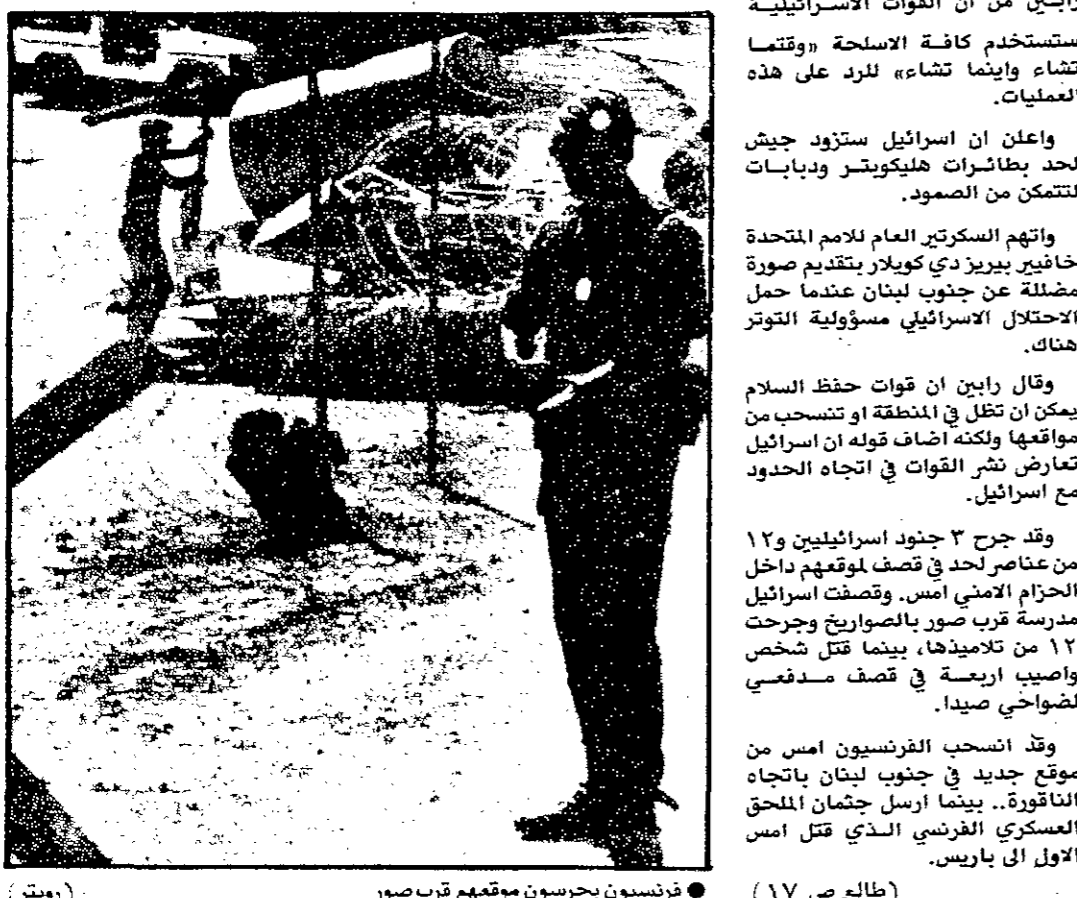 رابين من ان القوات الاسرائيلية
ستستخدم كافة الاسلحة «وقتما
تشاء واينما تشاء» للرد على هذه
العمليات.
واعلن ان اسرائيل ستزود جيش
لحد بطائرات هليكوبتر ودبابات
لتتمكن من الصمود.
واتهم السكرتير العام للامم المتحدة
خافيير بيريز دي كويلار بتقديم صورة
مضللة عن جنوب لبنان عندما حمل
الاحتلال الاسرائيلي مسؤولية التوتر
هناك.
وقال رابين ان قوات حفظ السلام
يمكن ان تظل في المنطقة او تنسحب من
مواقعها ولكنه اضاف قوله ان اسرائيل
تعارض نشر القوات في اتجاه الحدود
مع اسرائيل.
وقد جرح ٣ جنود اسرائيليين و١٢
من عناصر لحد في قصف لموقعهم داخل
الحزام الامني امس. وقصفت اسرائيل
مدرسة قرب صور بالصواريخ وجرحت
١٢ من تلاميذها، بينما قتل شخص
واصيب اربعة في قصف مدفعي
لضواحي صيدا.
وقد انسحب الفرنسيون امس من
موقع جديد في جنوب لبنان باتجاه
الناقورة.. بينما ارسل جثمان الملحق
العسكري الفرنسي الذي قتل امس
الاول الى باريس.
(طالع ص ١٧)
● فرنسيون يحرسون موقعهم قرب صور (رويتر)